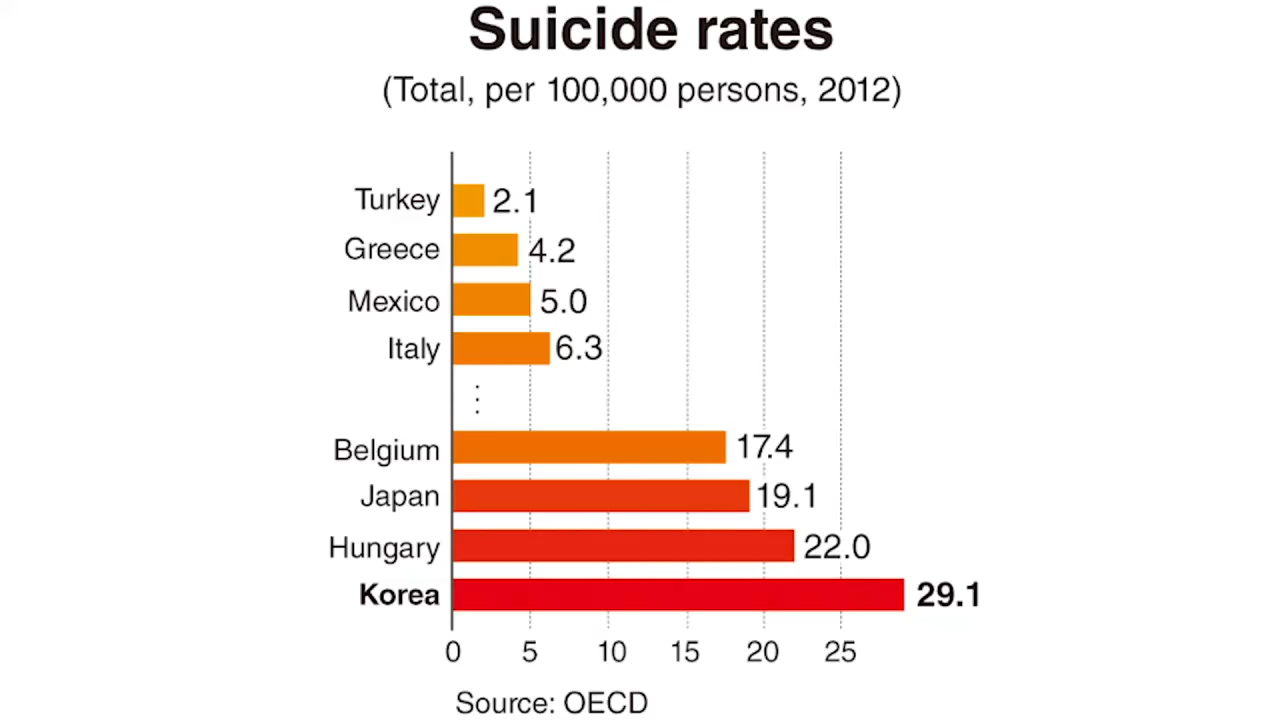 Suicide rates
(Total, per 100,000 persons, 2012)
Turkey 2.1
Greece 4.2
Mexico 5.0
Italy 6.3
⋮
Belgium 17.4
Japan 19.1
Hungary 22.0
Korea 29.1
0 5 10 15 20 25
Source: OECD